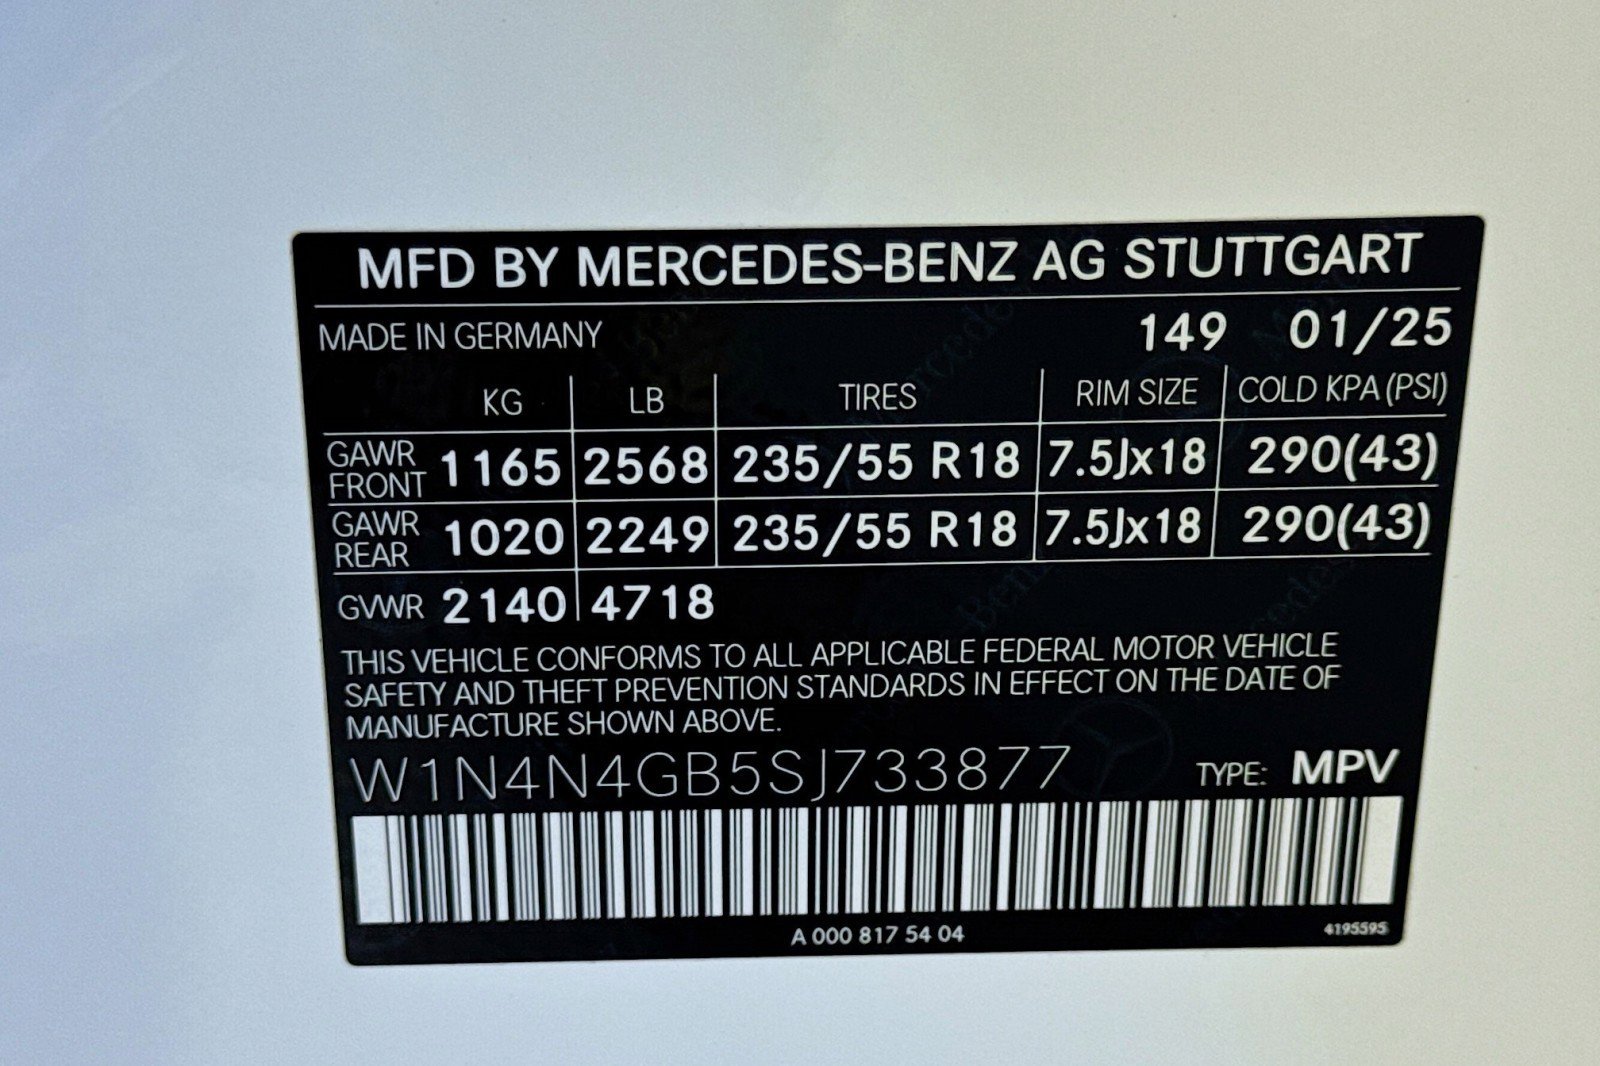 MFD BY MERCEDES-BENZ AG STUTTGART
MADE IN GERMANY 149 01/25
KG LB TIRES RIM SIZE COLD KPA (PSI)
GAWR FRONT 1165 2568 235/55 R18 7.5Jx18 290(43)
GAWR REAR 1020 2249 235/55 R18 7.5Jx18 290(43)
GVWR 2140 4718
THIS VEHICLE CONFORMS TO ALL APPLICABLE FEDERAL MOTOR VEHICLE
SAFETY AND THEFT PREVENTION STANDARDS IN EFFECT ON THE DATE OF
MANUFACTURE SHOWN ABOVE.
W1N4N4GB5SJ733877 TYPE: MPV
A 000 817 54 04 4195595